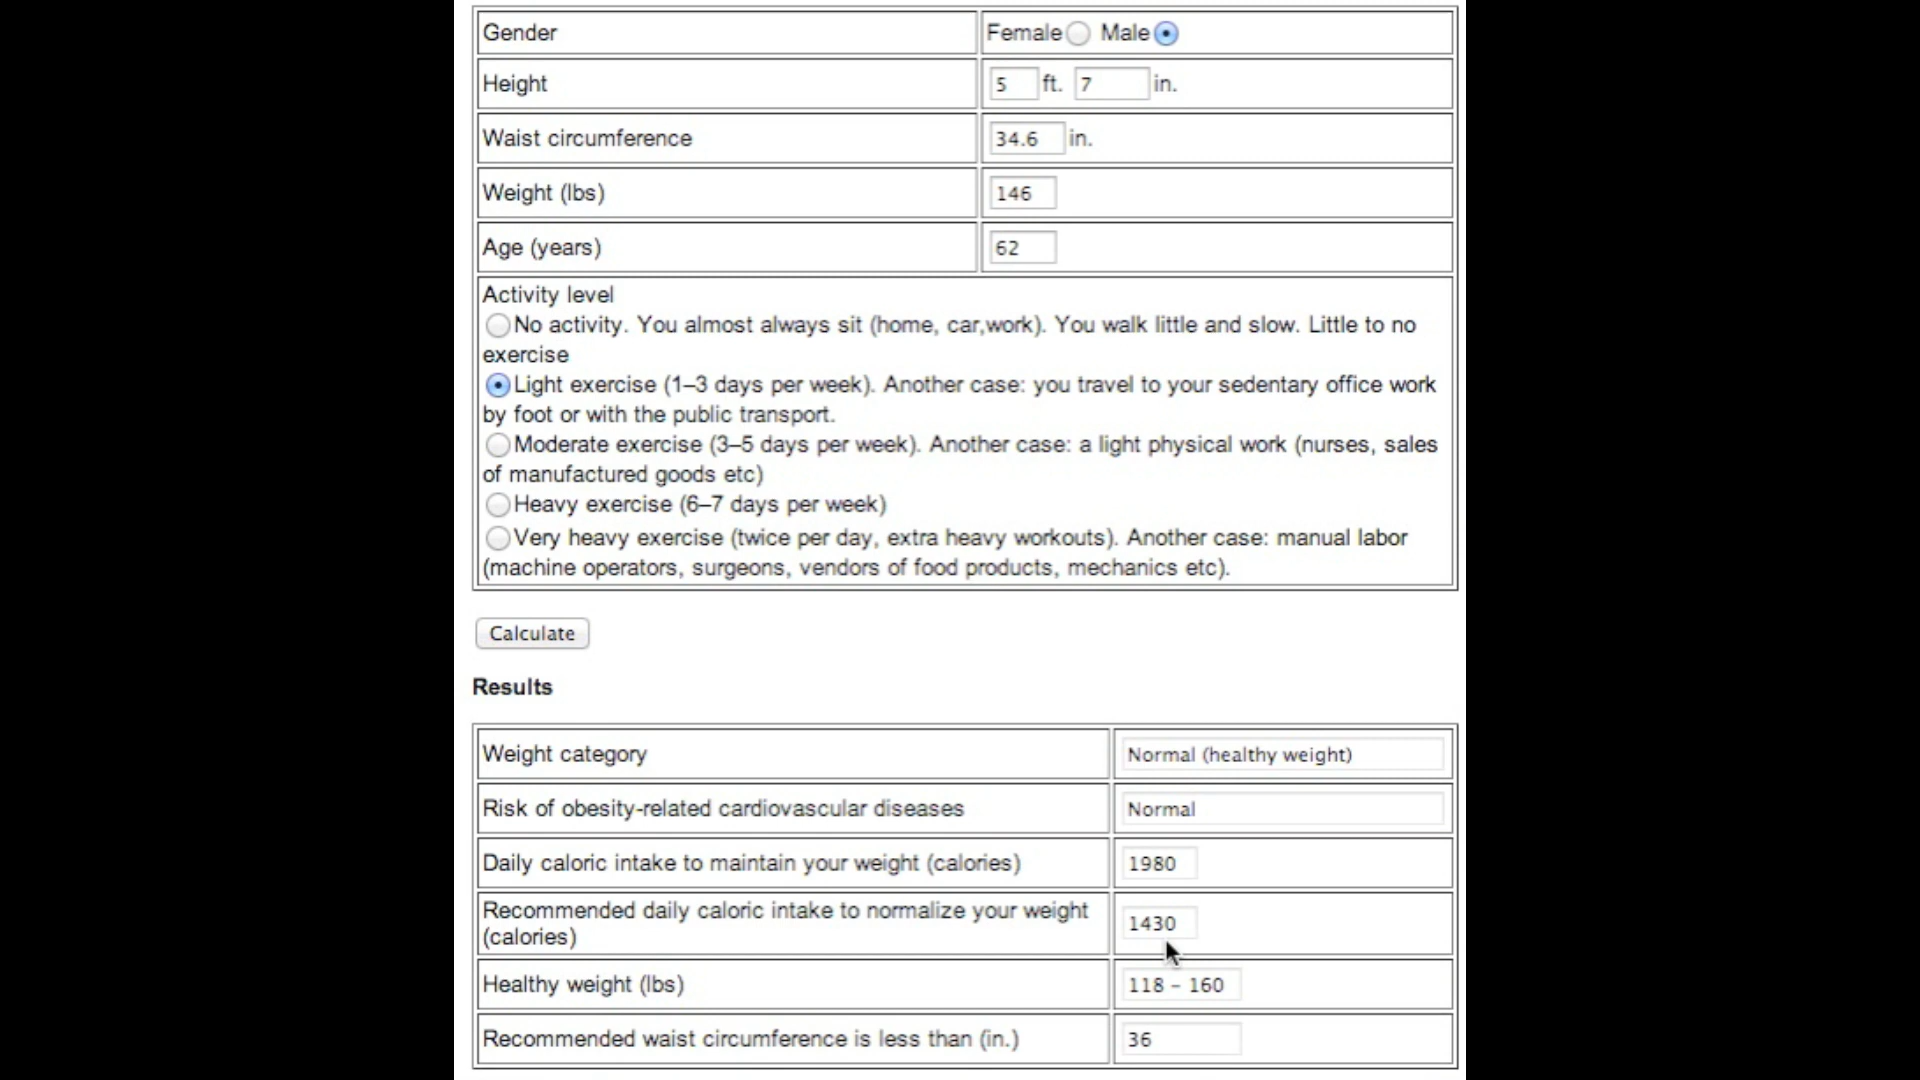 Gender Female Male
Height 5 ft. 7 in.
Waist circumference 34.6 in.
Weight (lbs) 146
Age (years) 62
Activity level
No activity. You almost always sit (home, car,work). You walk little and slow. Little to no
exercise
Light exercise (1–3 days per week). Another case: you travel to your sedentary office work
by foot or with the public transport.
Moderate exercise (3–5 days per week). Another case: a light physical work (nurses, sales
of manufactured goods etc)
Heavy exercise (6–7 days per week)
Very heavy exercise (twice per day, extra heavy workouts). Another case: manual labor
(machine operators, surgeons, vendors of food products, mechanics etc).
Calculate
Results
Weight category Normal (healthy weight)
Risk of obesity-related cardiovascular diseases Normal
Daily caloric intake to maintain your weight (calories) 1980
Recommended daily caloric intake to normalize your weight
(calories) 1430
Healthy weight (lbs) 118 – 160
Recommended waist circumference is less than (in.) 36